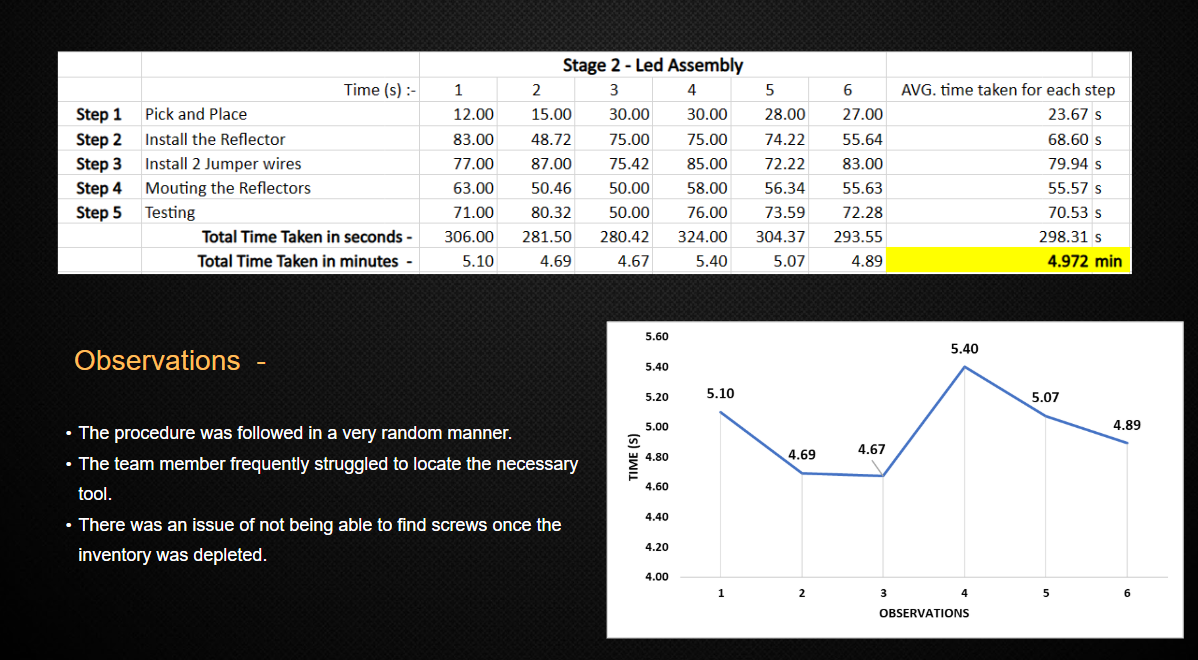 Stage 2 - Led Assembly
Time (s) :- 1 2 3 4 5 6 AVG. time taken for each step
Step 1 Pick and Place 12.00 15.00 30.00 30.00 28.00 27.00 23.67 s
Step 2 Install the Reflector 83.00 48.72 75.00 75.00 74.22 55.64 68.60 s
Step 3 Install 2 Jumper wires 77.00 87.00 75.42 85.00 72.22 83.00 79.94 s
Step 4 Mouting the Reflectors 63.00 50.46 50.00 58.00 56.34 55.63 55.57 s
Step 5 Testing 71.00 80.32 50.00 76.00 73.59 72.28 70.53 s
Total Time Taken in seconds - 306.00 281.50 280.42 324.00 304.37 293.55 298.31 s
Total Time Taken in minutes - 5.10 4.69 4.67 5.40 5.07 4.89 4.972 min
Observations -
• The procedure was followed in a very random manner.
• The team member frequently struggled to locate the necessary
tool.
• There was an issue of not being able to find screws once the
inventory was depleted.
TIME (S)
5.60
5.40
5.20
5.00
4.80
4.60
4.40
4.20
4.00
5.10
4.69
4.67
5.40
5.07
4.89
1 2 3 4 5 6
OBSERVATIONS